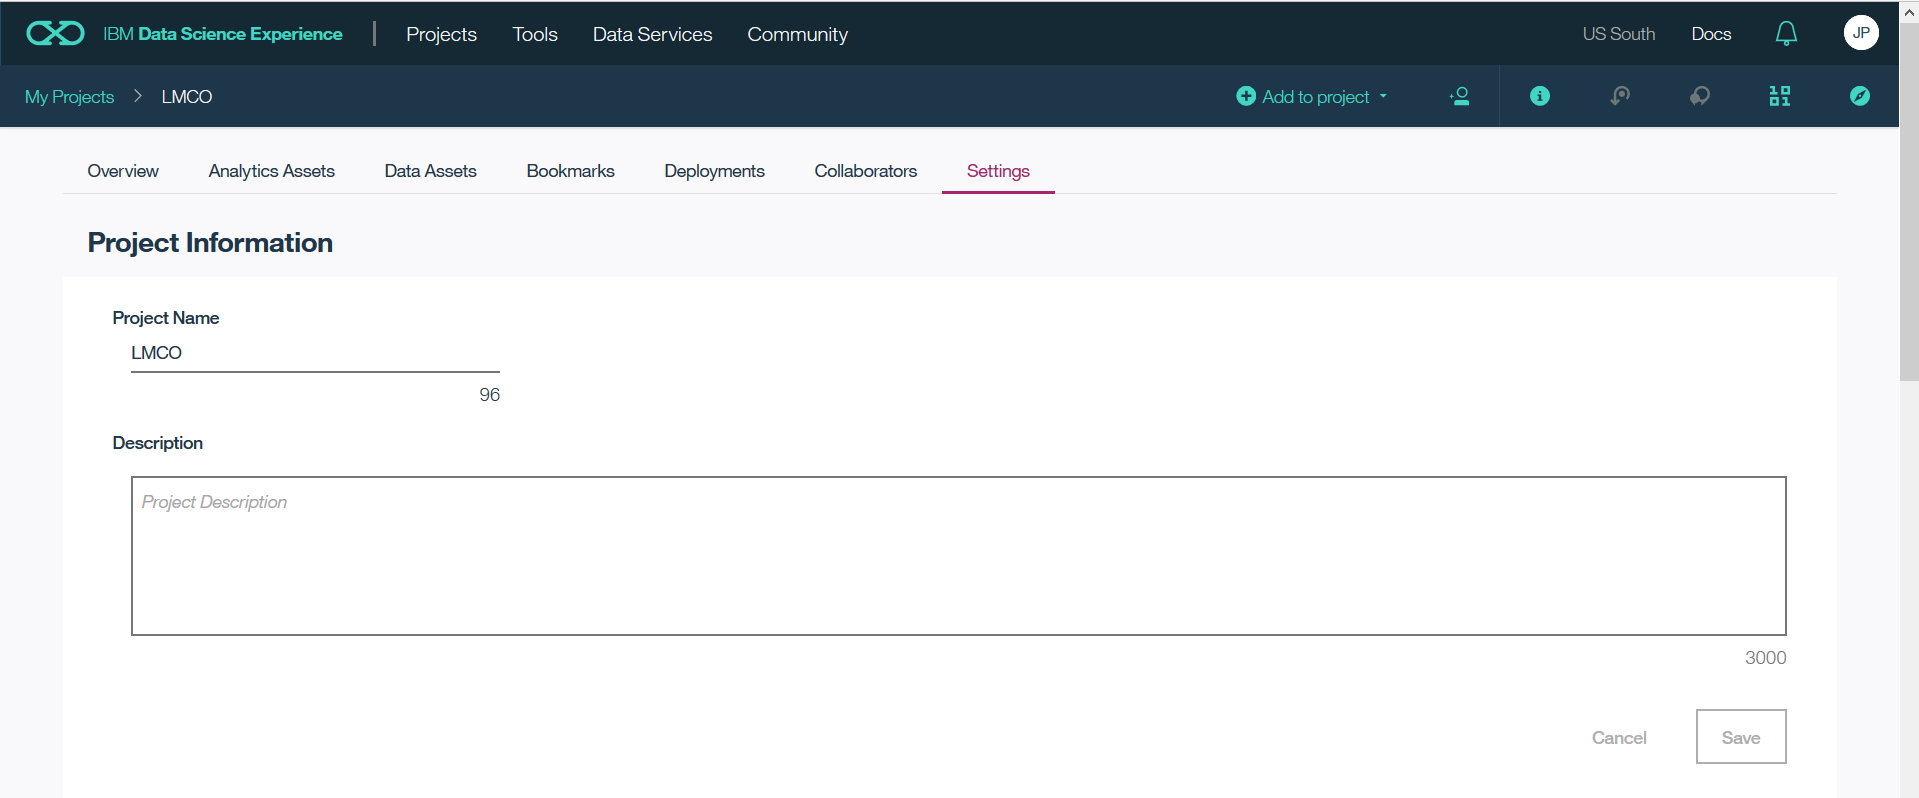 IBM Data Science Experience Projects Tools Data Services Community US South Docs JP
My Projects > LMCO Add to project
Overview Analytics Assets Data Assets Bookmarks Deployments Collaborators Settings
Project Information
Project Name
LMCO
96
Description
Project Description
3000
Cancel Save